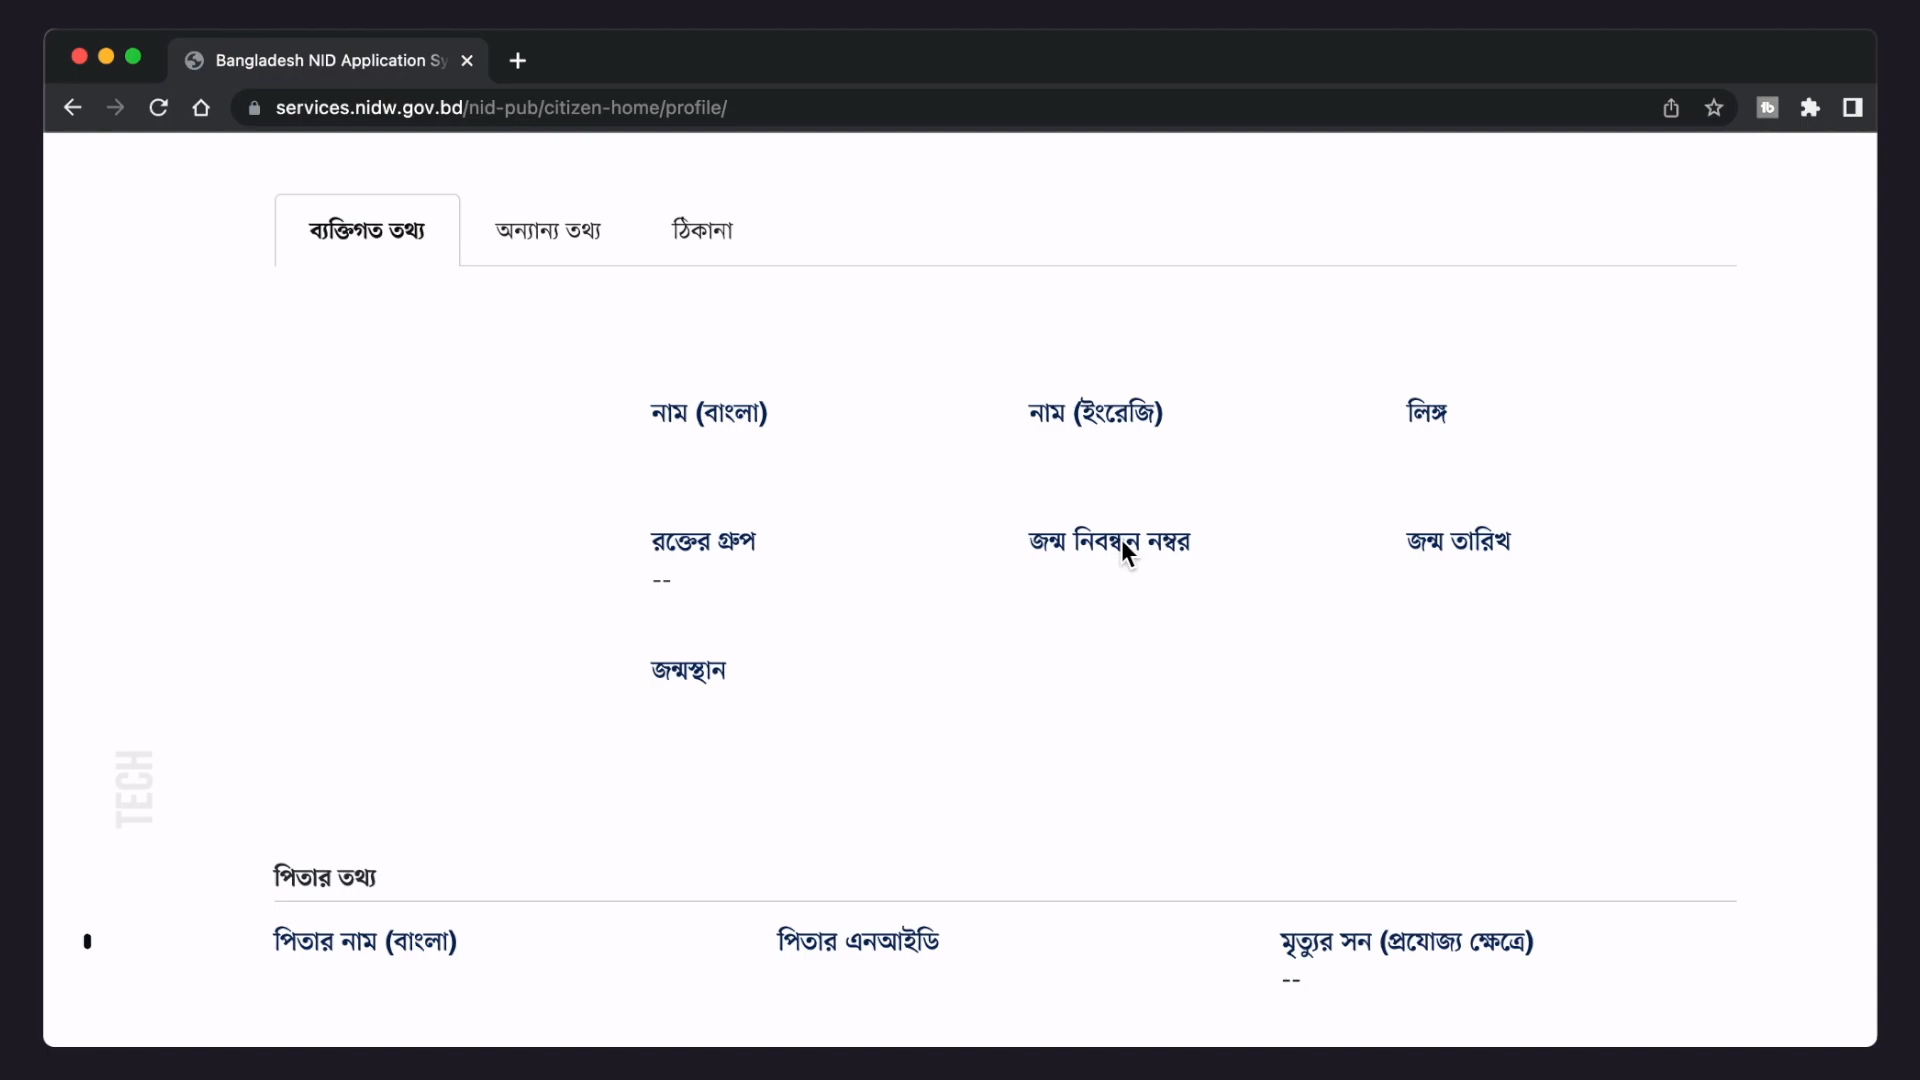 Bangladesh NID Application Sy
services.nidw.gov.bd/nid-pub/citizen-home/profile/
ব্যক্তিগত তথ্য অন্যান্য তথ্য ঠিকানা
নাম (বাংলা) নাম (ইংরেজি) লিঙ্গ
রক্তের গ্রুপ জন্ম নিবন্ধন নম্বর জন্ম তারিখ
--
জন্মস্থান
TECH
পিতার তথ্য
পিতার নাম (বাংলা) পিতার এনআইডি মৃত্যুর সন (প্রযোজ্য ক্ষেত্রে)
--